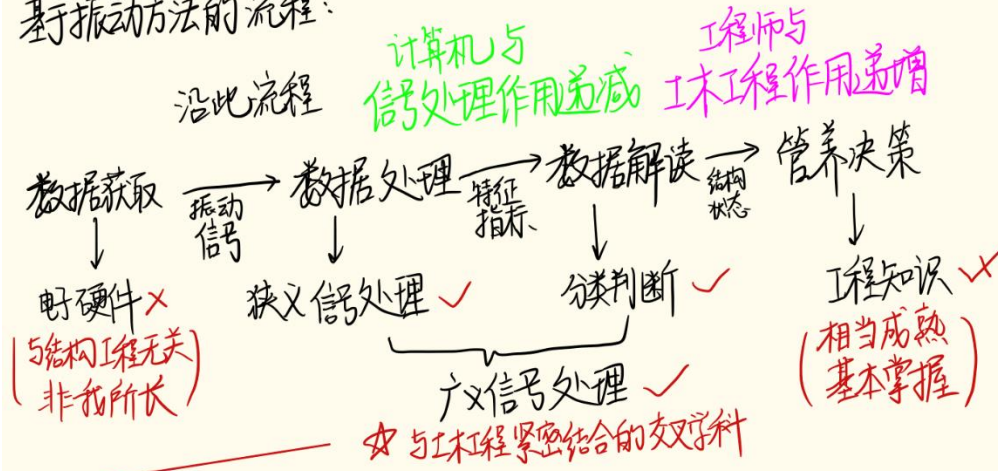 基于振动方法的流程：
沿此流程
计算机与
信号处理作用递减
工程师与
土木工程作用递增
数据获取 → 数据处理 → 数据解读 → 管养决策
振动
信号
特征
指标、
结构
状态
电子硬件 ×
狭义信号处理 ✓
分类判断 ✓
工程知识
(与结构工程无关
非我所长)
(相当成熟
基本掌握)
广义信号处理 ✓
☆ 与土木工程紧密结合的交叉学科